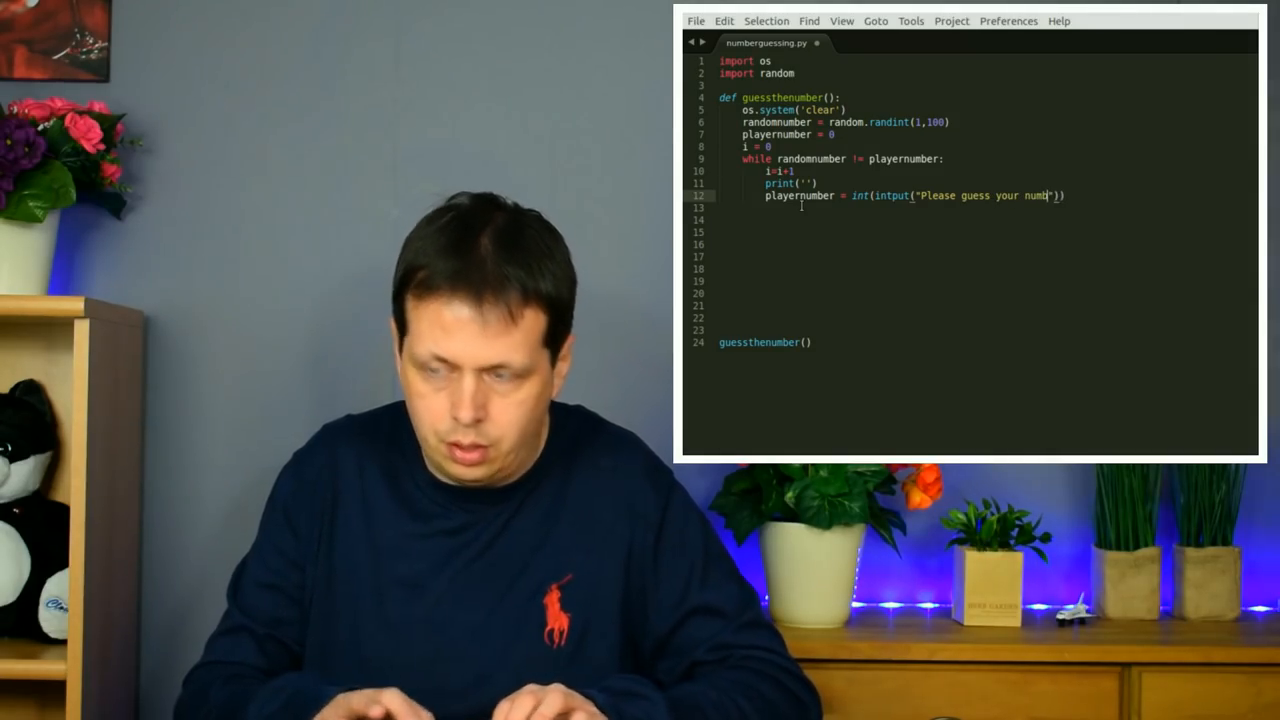 File Edit Selection Find View Goto Tools Project Preferences Help
numberguessing.py
1 import os
2 import random
3
4 def guessthenumber():
5 os.system('clear')
6 randomnumber = random.randint(1,100)
7 playernumber = 0
8 i = 0
9 while randomnumber != playernumber:
10 i=i+1
11 print('')
12 playernumber = int(intput("Please guess your numb"))
13
14
15
16
17
18
19
20
21
22
23
24 guessthenumber()
HERB GARDEN